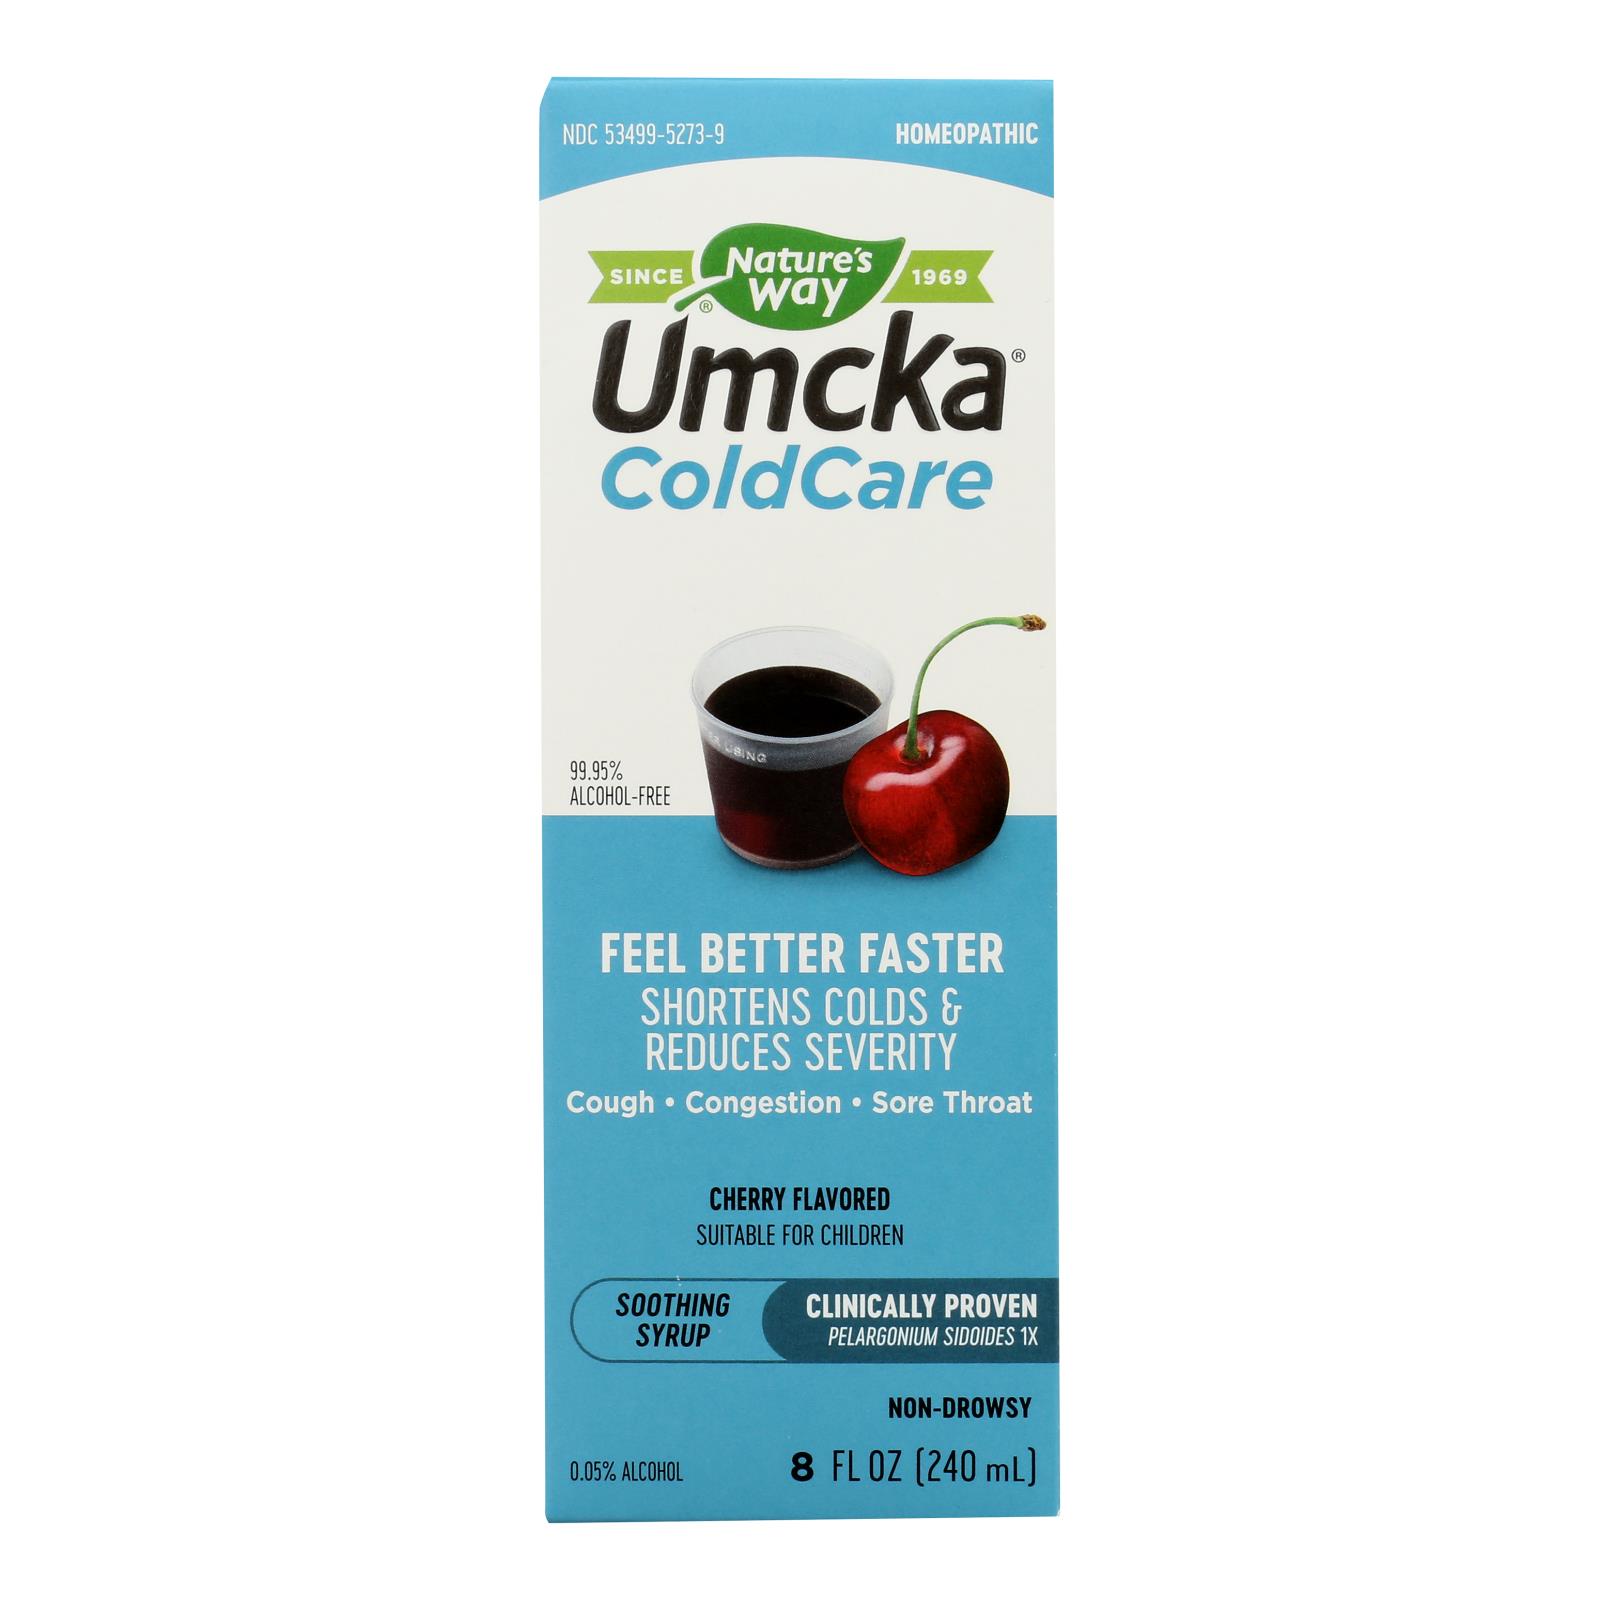 NDC 53499-5273-9
HOMEOPATHIC
SINCE
Nature's
Way®
1969
Umcka®
ColdCare
USING
99.95%
ALCOHOL-FREE
FEEL BETTER FASTER
SHORTENS COLDS &
REDUCES SEVERITY
Cough • Congestion • Sore Throat
CHERRY FLAVORED
SUITABLE FOR CHILDREN
SOOTHING
SYRUP
CLINICALLY PROVEN
PELARGONIUM SIDOIDES 1X
NON-DROWSY
0.05% ALCOHOL
8 FL OZ (240 mL)